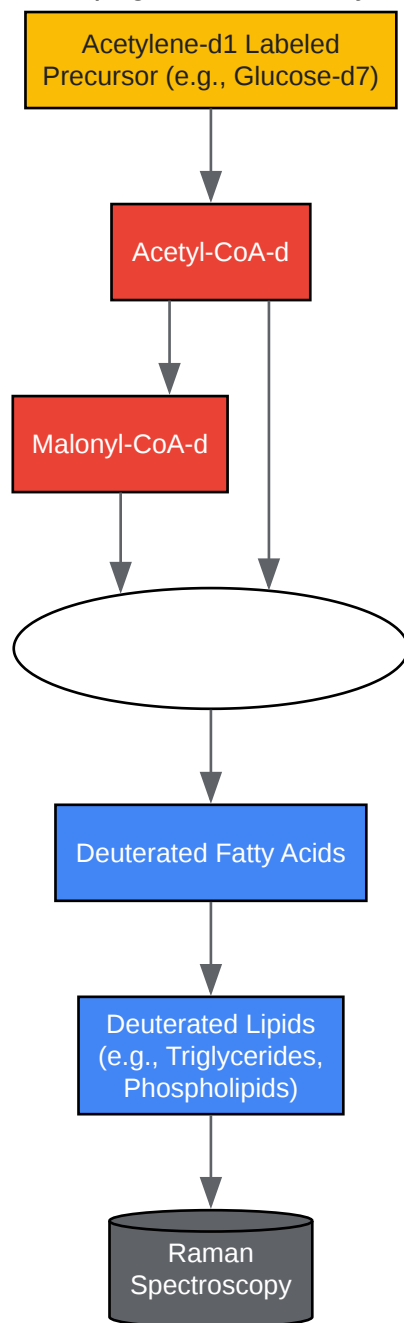 Acetylene-d1 Labeled
Precursor (e.g., Glucose-d7)
Acetyl-CoA-d
Malonyl-CoA-d
Deuterated Fatty Acids
Deuterated Lipids
(e.g., Triglycerides,
Phospholipids)
Raman
Spectroscopy